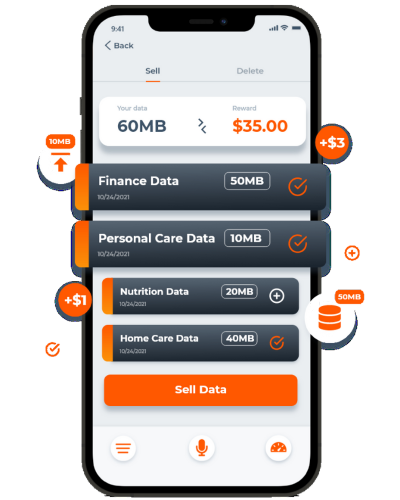 9:41
Back
Sell Delete
Your data Reward
60MB $35.00
10MB
+$3
Finance Data 50MB
10/24/2021
Personal Care Data 10MB
10/24/2021
Nutrition Data 20MB
10/24/2021
+$1
50MB
Home Care Data 40MB
10/24/2021
Sell Data